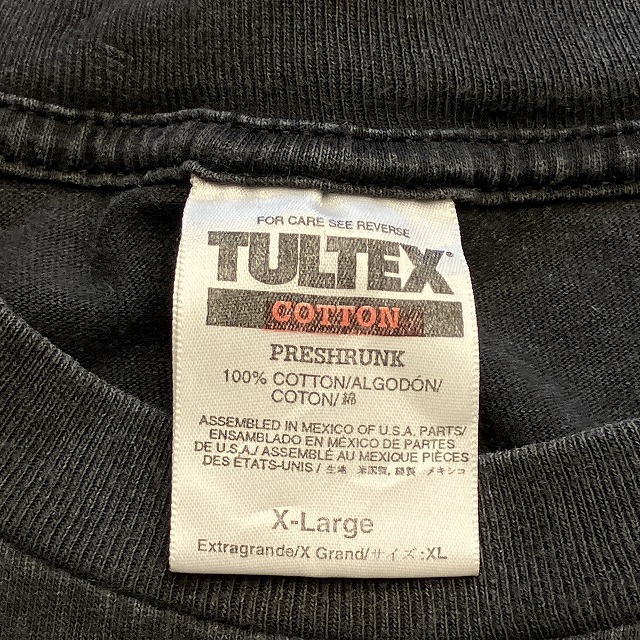 FOR CARE SEE REVERSE
TULTEX®
COTTON
PRESHRUNK
100% COTTON/ALGODÓN/
COTON/綿
ASSEMBLED IN MEXICO OF U.S.A. PARTS/
ENSAMBLADO EN MÉXICO DE PARTES
DE U.S.A./ ASSEMBLÉ AU MEXIQUE PIÈCES
DES ÉTATS-UNIS / 生地 米国製, 縫製 メキシコ
X-Large
Extragrande/X Grand/サイズ:XL